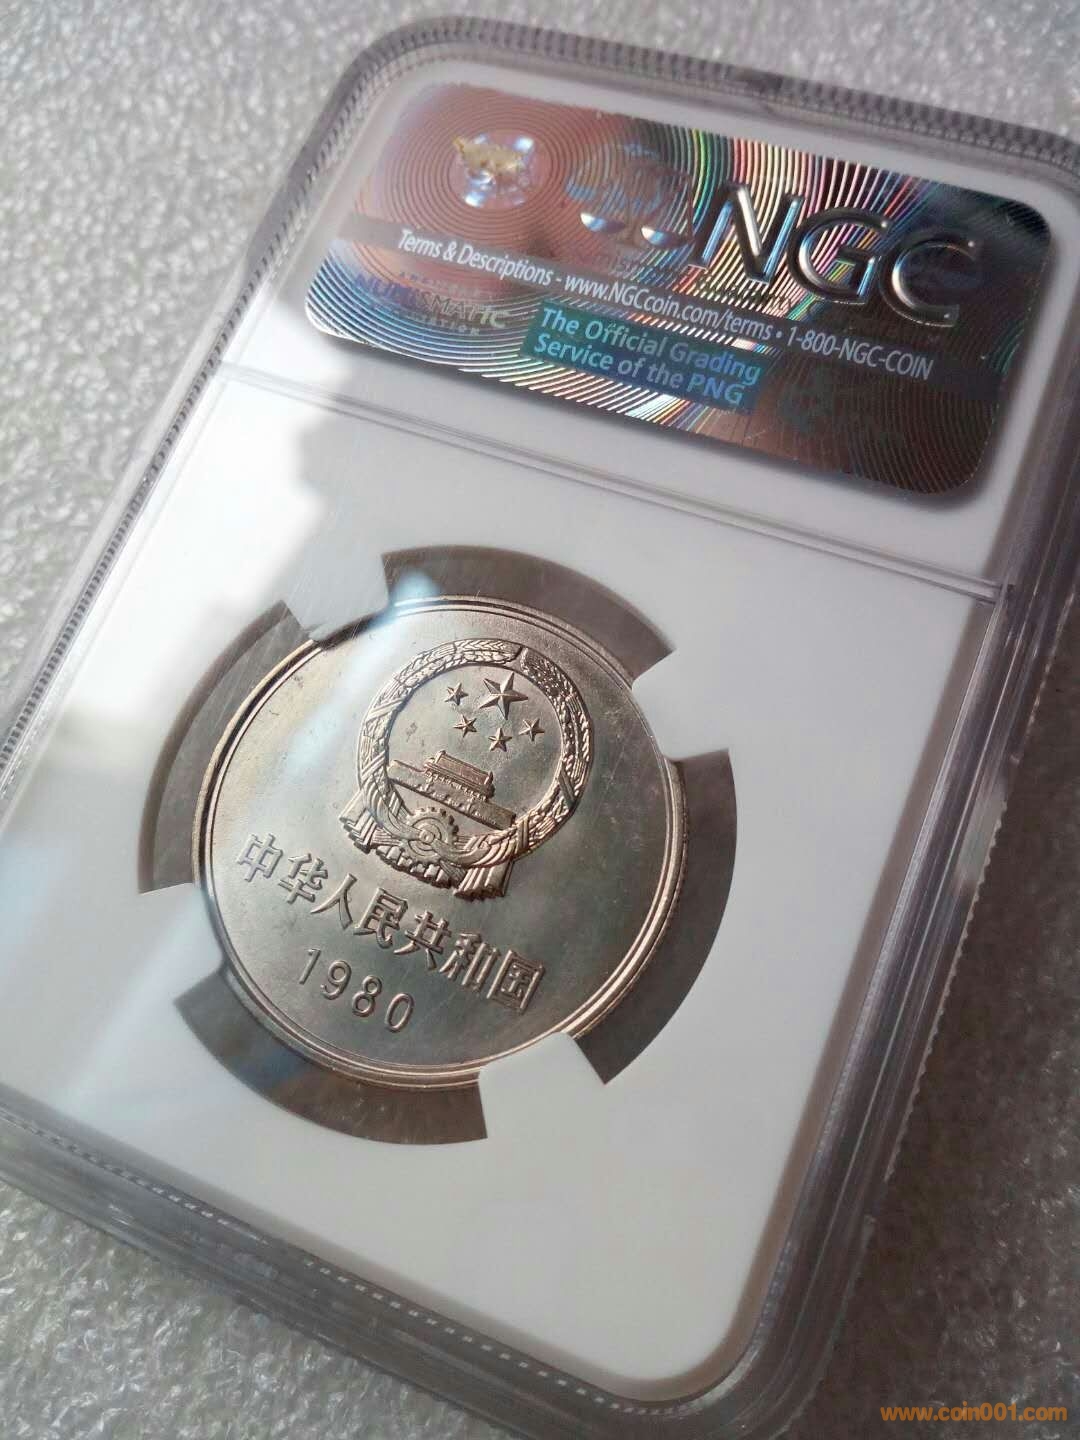 NGC
Terms & Descriptions - www.NGCcoin.com/terms • 1-800-NGC-COIN
NUMISMATIC
The Official Grading
Service of the PNG
中华人民共和国
1980
www.coin001.com